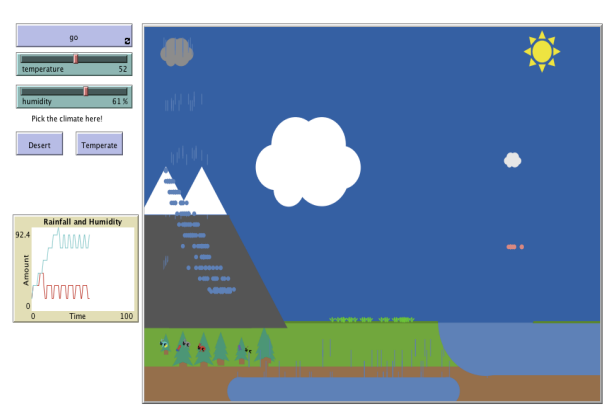 go
temperature 52
humidity 61 %
Pick the climate here!
Desert Temperate
Rainfall and Humidity
92.4
Amount
0
0 Time 100